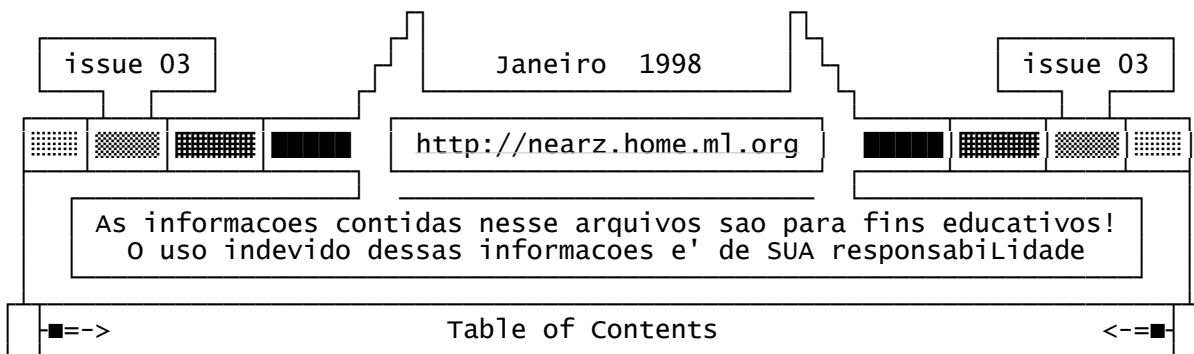 issue 03 Janeiro 1998 issue 03
http://nearz.home.ml.org
As informacoes contidas nesse arquivos sao para fins educativos!
O uso indevido dessas informacoes e' de SUA responsabiLidade
-■=-> Table of Contents <-=■-